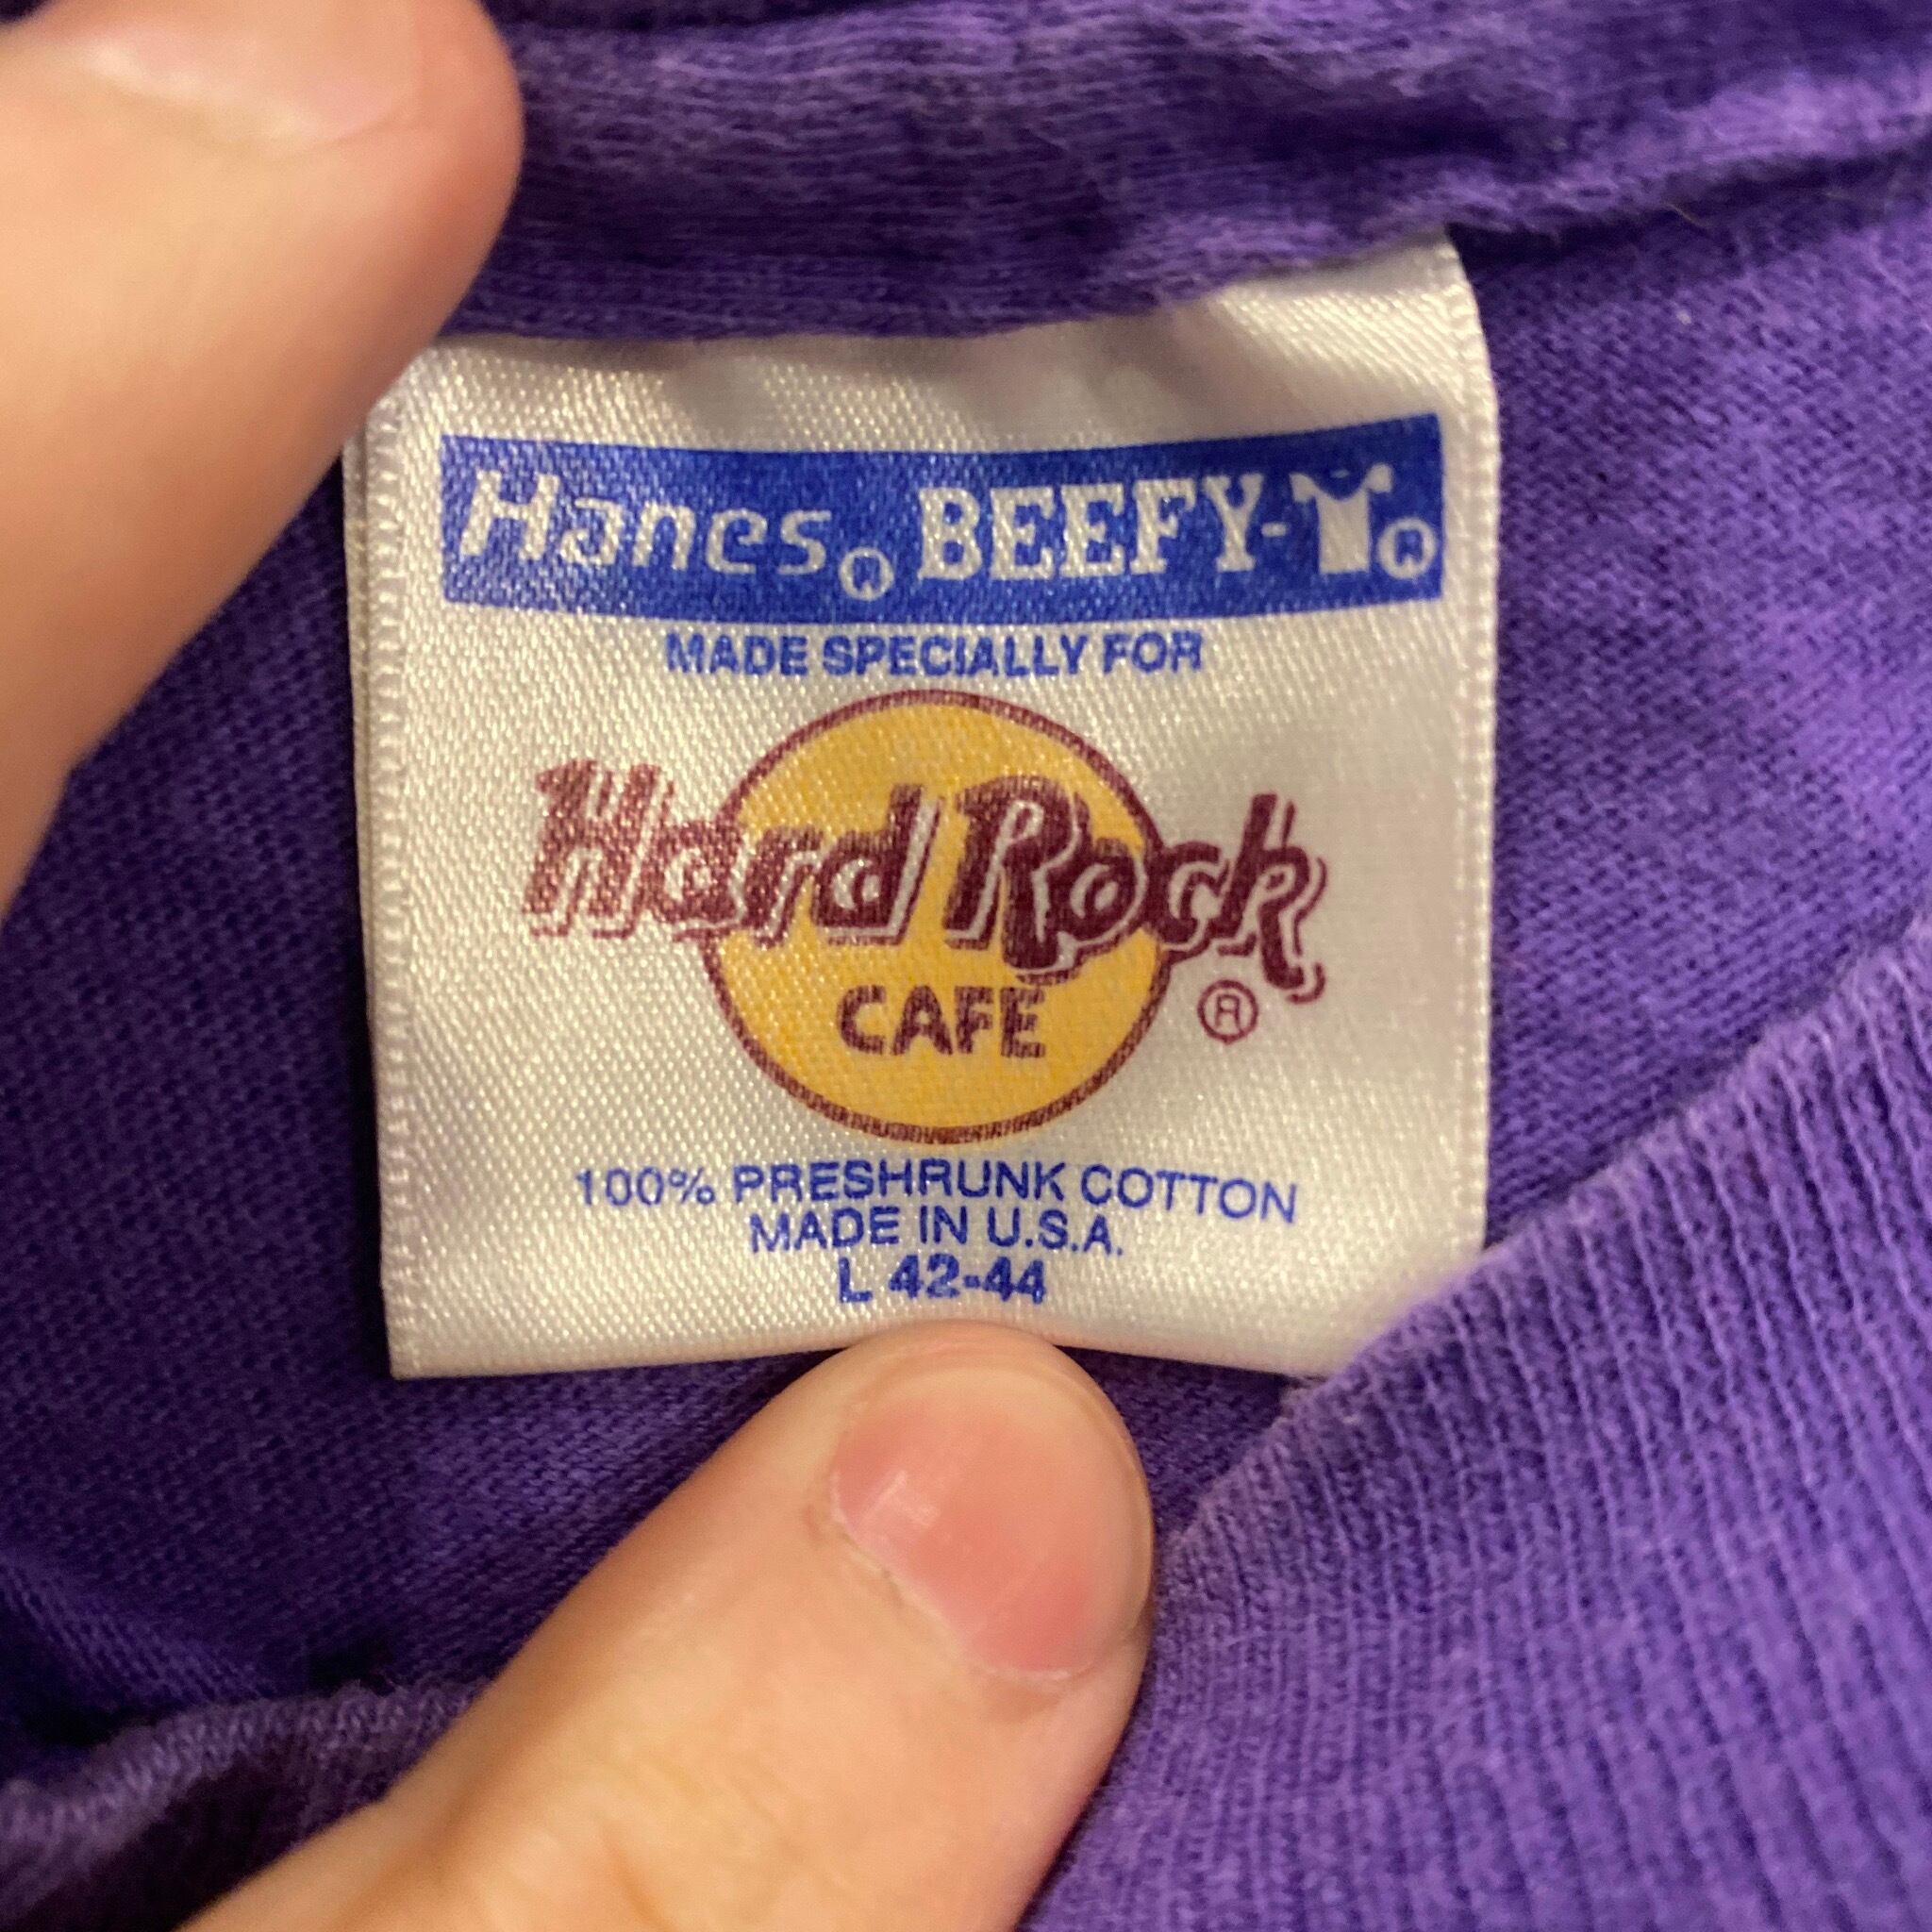 Hanes® BEEFY-T®
MADE SPECIALLY FOR
Hard Rock
CAFE ®
100% PRESHRUNK COTTON
MADE IN U.S.A.
L 42-44